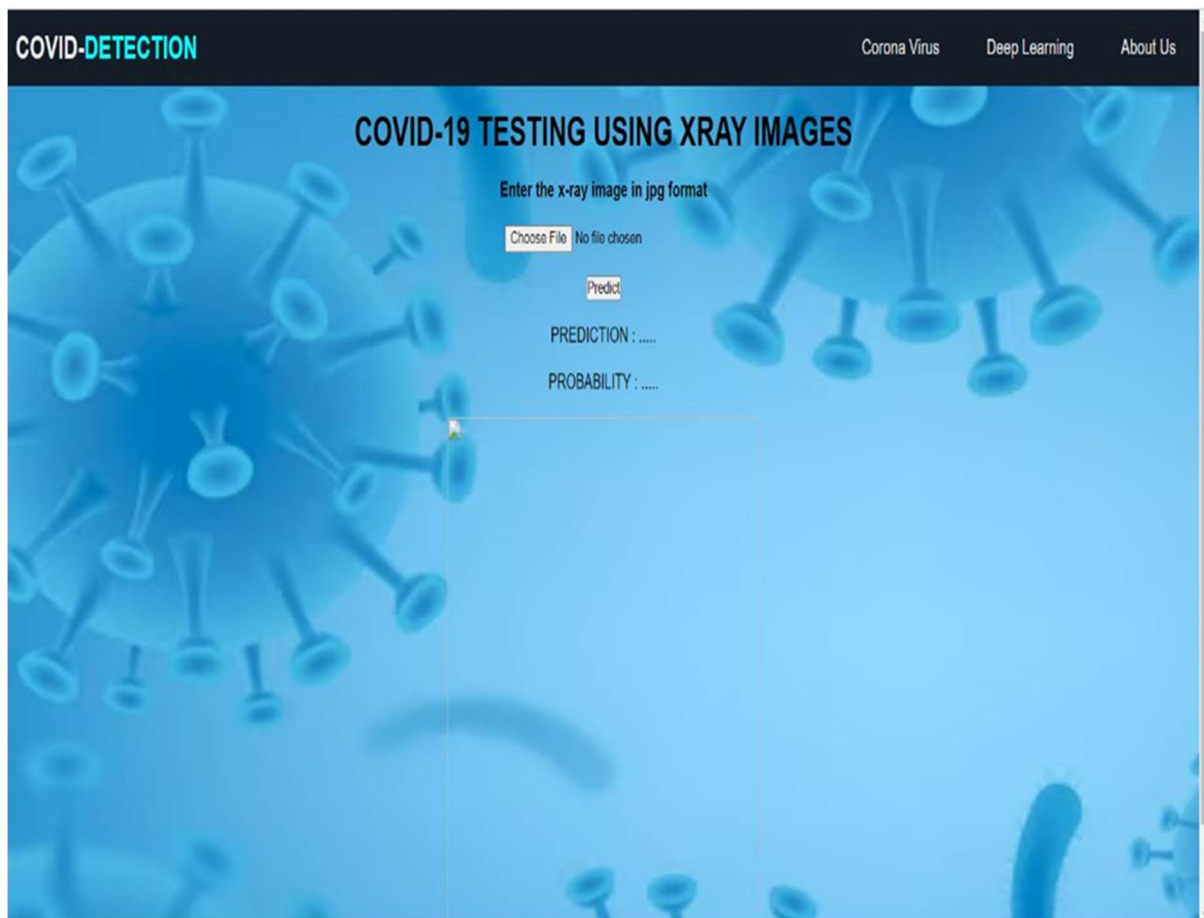 COVID-DETECTION
Corona Virus Deep Learning About Us
COVID-19 TESTING USING XRAY IMAGES
Enter the x-ray image in jpg format
Choose File No file chosen
Predict
PREDICTION : .....
PROBABILITY : .....